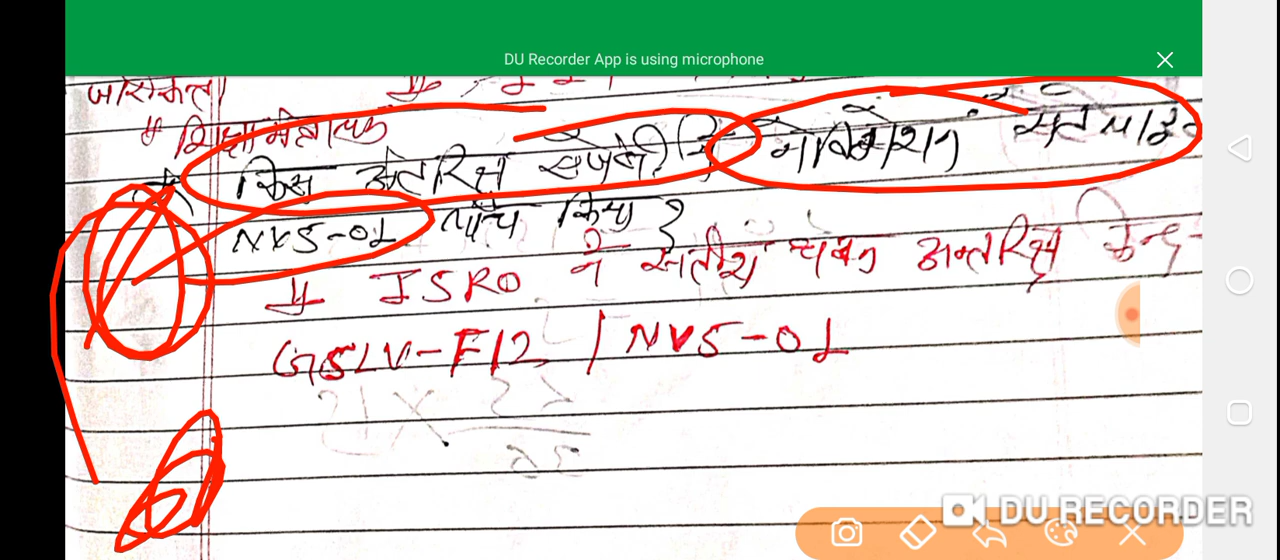 DU Recorder App is using microphone
किस अंतरिक्ष एजेंसी ने नेविगेशन सैटेलाइट
NVS-01 लॉंच किया ?
ISRO ने सतीश धवन अन्तरिक्ष केन्द्र
GSLV-F12 / NVS-01
DU RECORDER